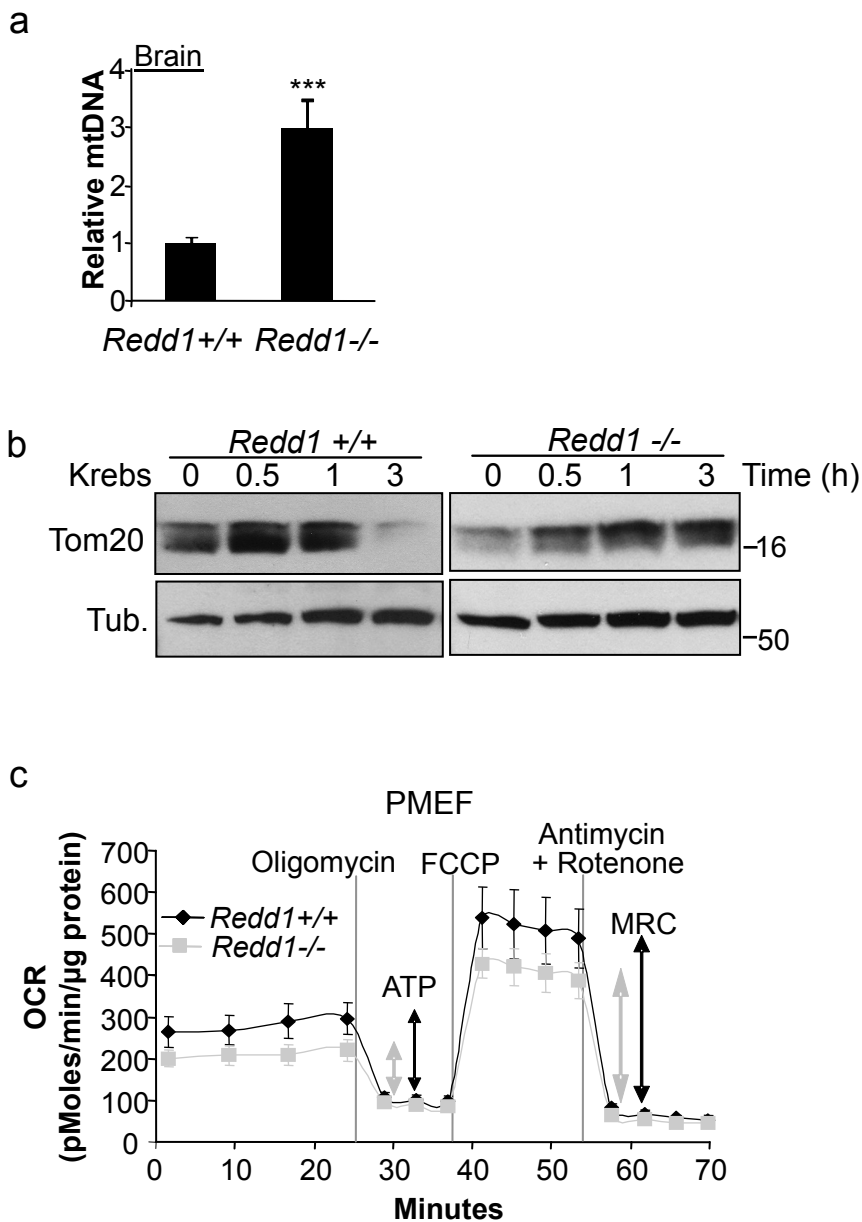 a
Brain
Relative mtDNA
4
3
2
1
0
***
Redd1+/+ Redd1-/-
b
Redd1 +/+ Redd1 -/-
Krebs 0 0.5 1 3 0 0.5 1 3 Time (h)
Tom20 –16
Tub. –50
c
PMEF
OCR
(pMoles/min/µg protein)
700
600
500
400
300
200
100
0
Oligomycin FCCP Antimycin
+ Rotenone
Redd1+/+
Redd1-/-
ATP
MRC
0 10 20 30 40 50 60 70
Minutes